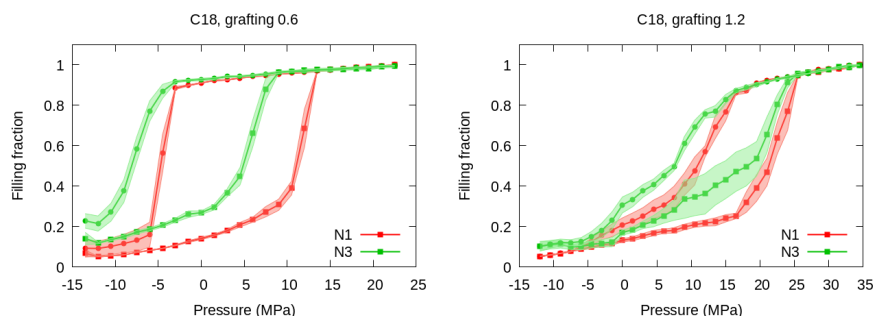 C18, grafting 0.6
1
0.8
0.6
0.4
0.2
0
Filling fraction
N1
N3
-15 -10 -5 0 5 10 15 20 25
Pressure (MPa)
C18, grafting 1.2
1
0.8
0.6
0.4
0.2
0
Filling fraction
N1
N3
-15 -10 -5 0 5 10 15 20 25 30 35
Pressure (MPa)